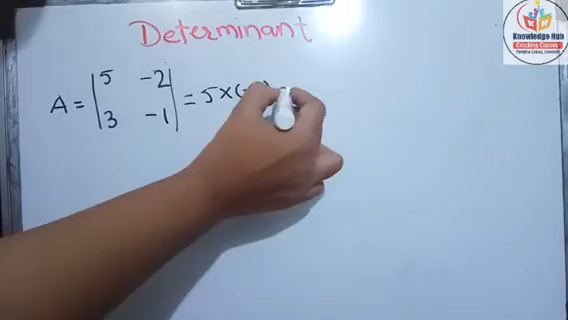 Determinant
A = | 5 -2 | = 5×(-
| 3 -1 |
Knowledge Hub
Coaching Classes